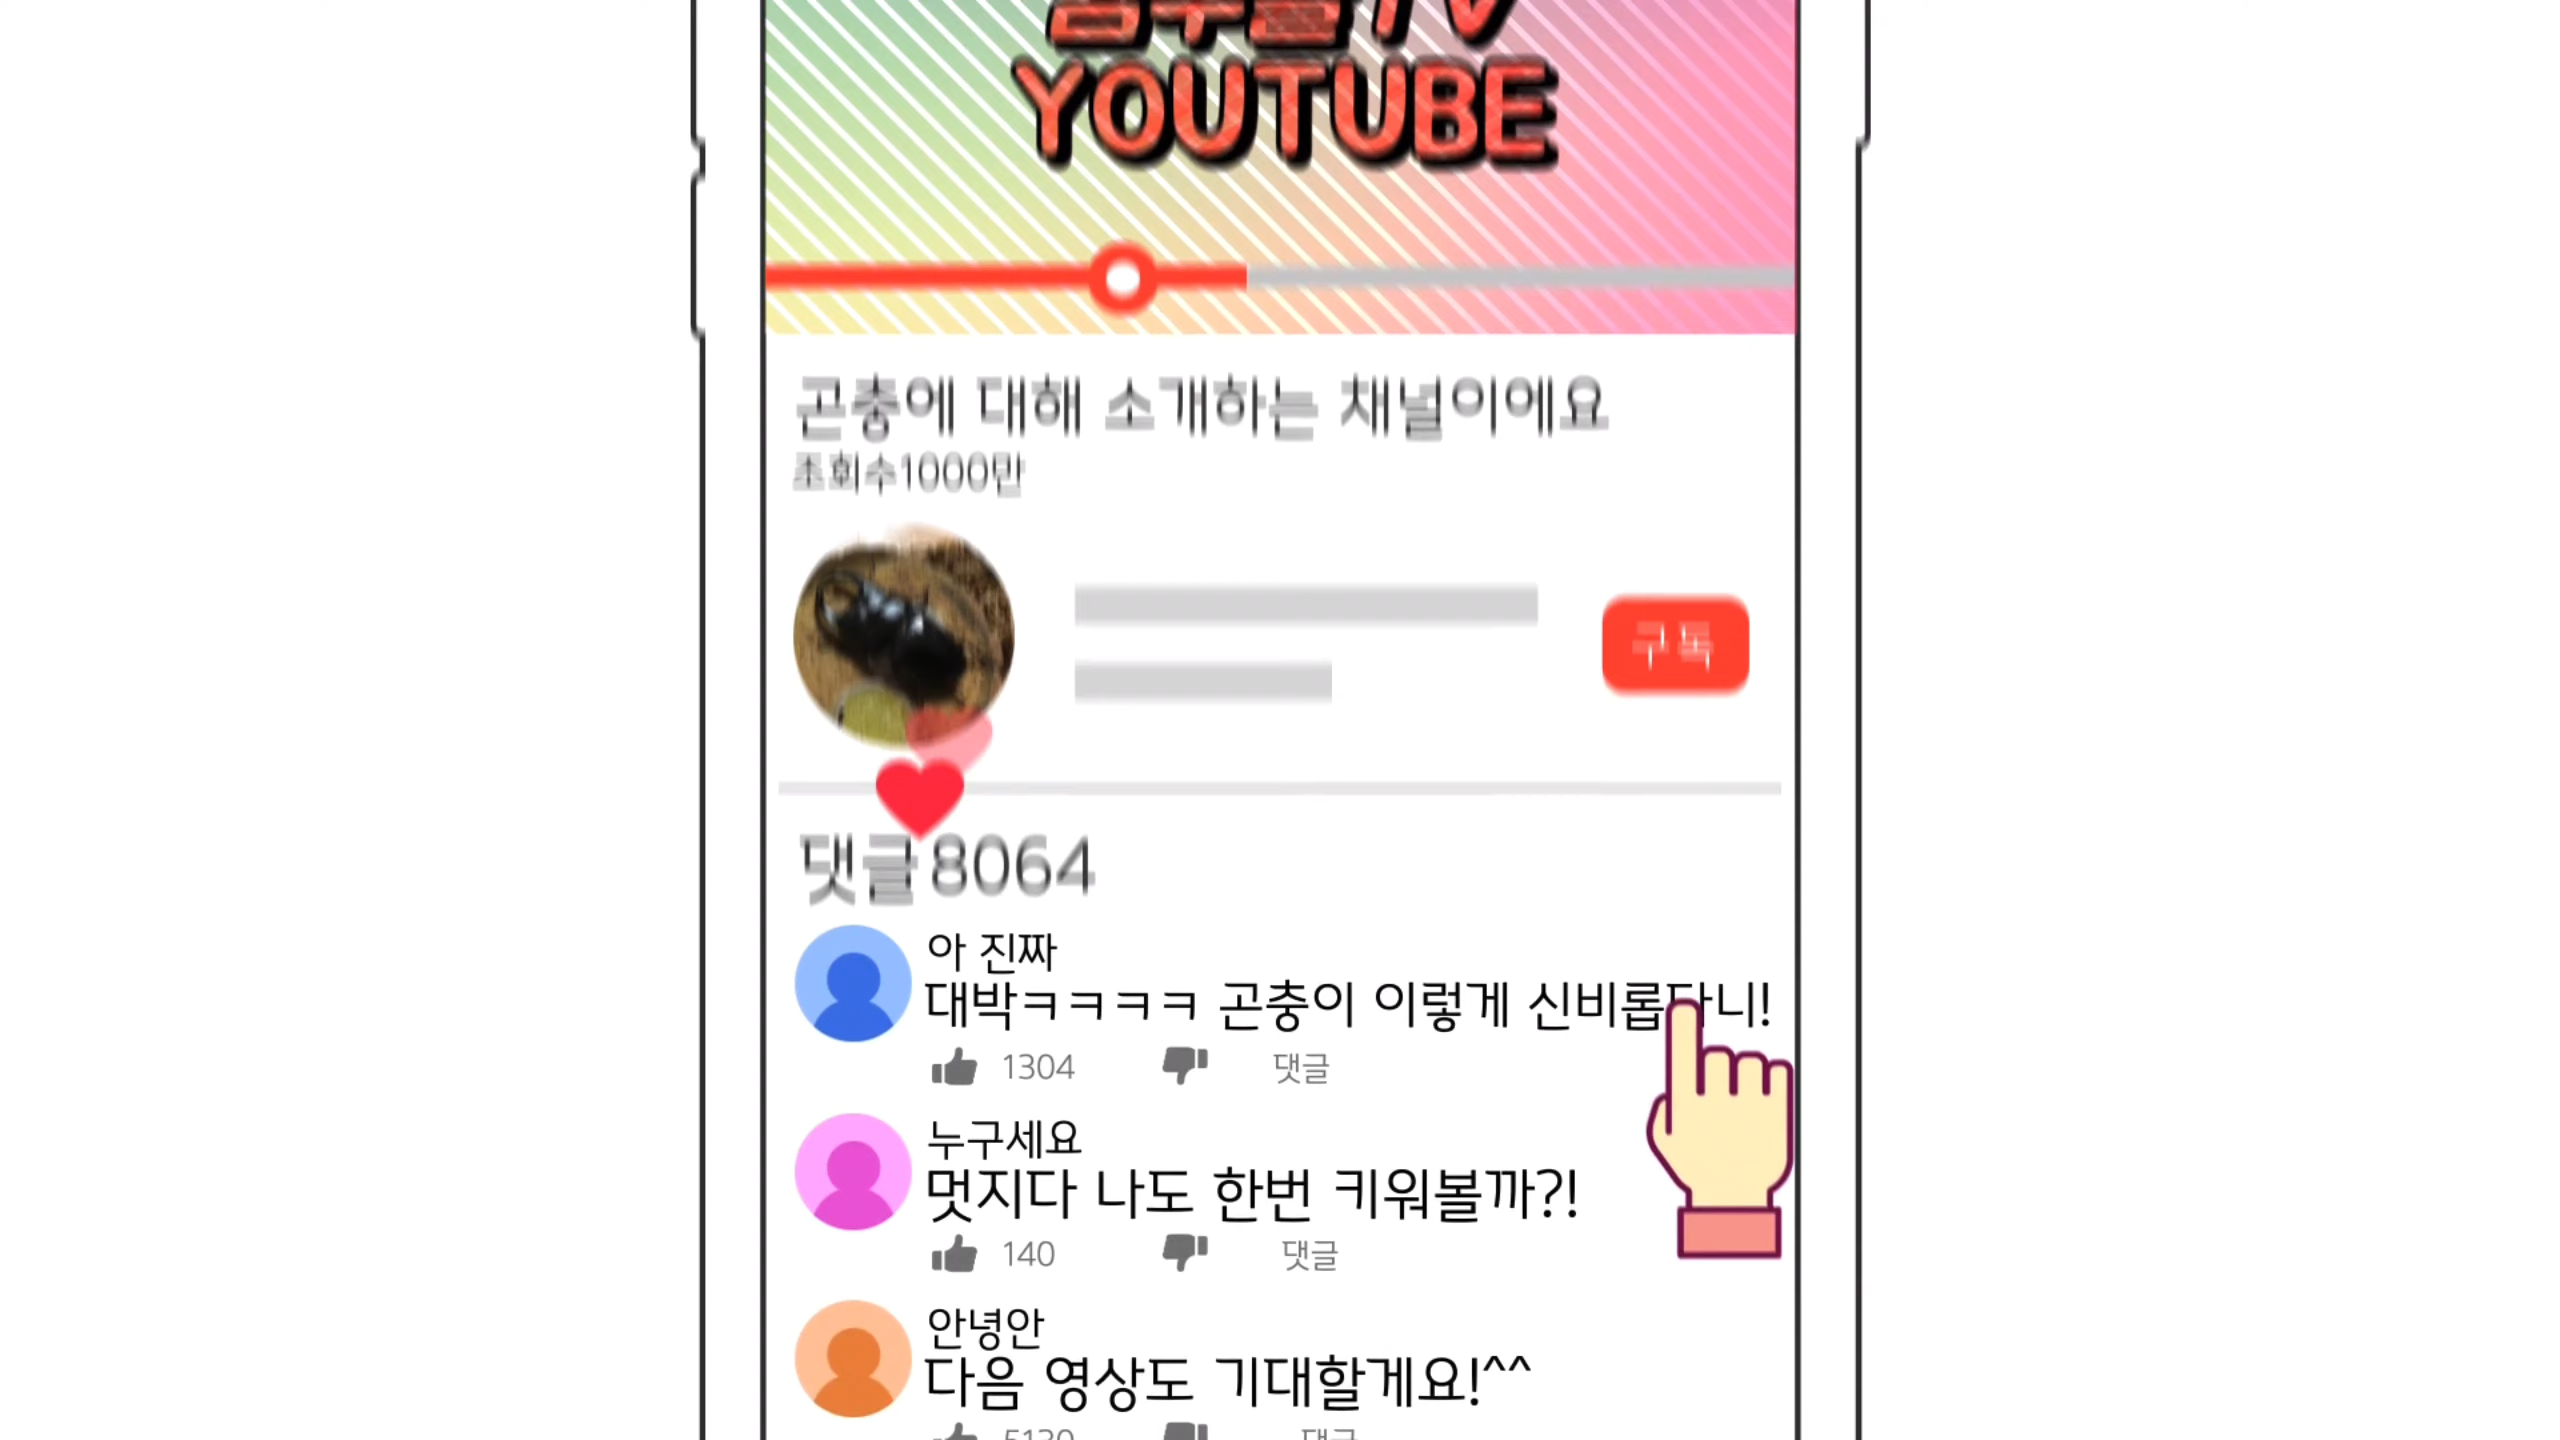 YOUTUBE
곤충에 대해 소개하는 채널이에요
조회수1000만
구독
댓글8064
아 진짜
대박ㅋㅋㅋㅋ 곤충이 이렇게 신비롭다니!
1304 댓글
누구세요
멋지다 나도 한번 키워볼까?!
140 댓글
안녕안
다음 영상도 기대할게요!^^
5130 댓글